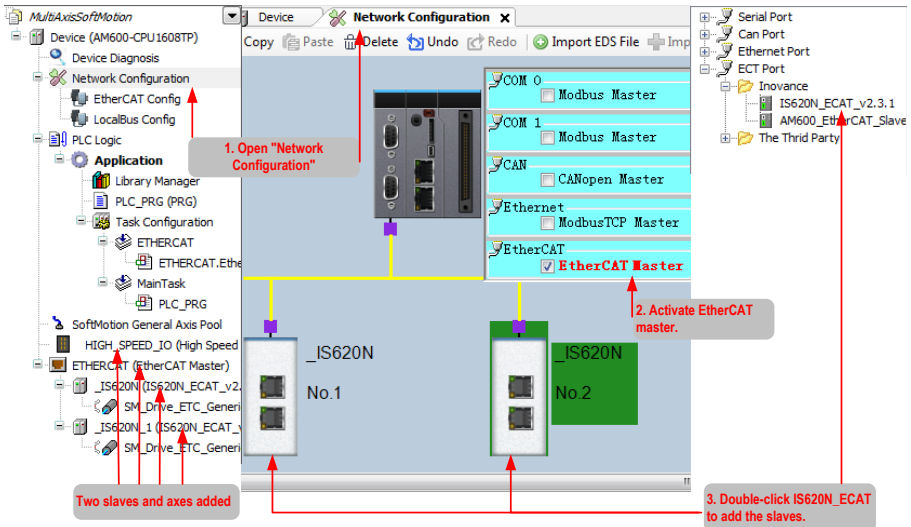 MultiAxisSoftMotion
Device (AM600-CPU1608TP)
Device Diagnosis
Network Configuration
EtherCAT Config
LocalBus Config
PLC Logic
Application
Library Manager
PLC_PRG (PRG)
Task Configuration
ETHERCAT
ETHERCAT.Ethe
MainTask
PLC_PRG
SoftMotion General Axis Pool
HIGH_SPEED_IO (High Speed
ETHERCAT (EtherCAT Master)
_IS620N (IS620N_ECAT_v2.
SM_Drive_ETC_Generi
_IS620N_1 (IS620N_ECAT_v
SM_Drive_ETC_Generi
Two slaves and axes added
Device
Network Configuration x
Copy Paste Delete Undo Redo Import EDS File Imp
1. Open "Network
Configuration"
COM 0
Modbus Master
COM 1
Modbus Master
CAN
CANopen Master
Ethernet
ModbusTCP Master
EtherCAT
EtherCAT Master
2. Activate EtherCAT
master.
_IS620N
No.1
_IS620N
No.2
Serial Port
Can Port
Ethernet Port
ECT Port
Inovance
IS620N_ECAT_v2.3.1
AM600_EtherCAT_Slave
The Thrid Party
3. Double-click IS620N_ECAT
to add the slaves.